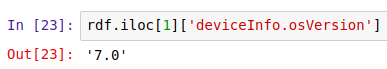 In [23]: rdf.iloc[1]['deviceInfo.osVersion']
Out[23]: '7.0'